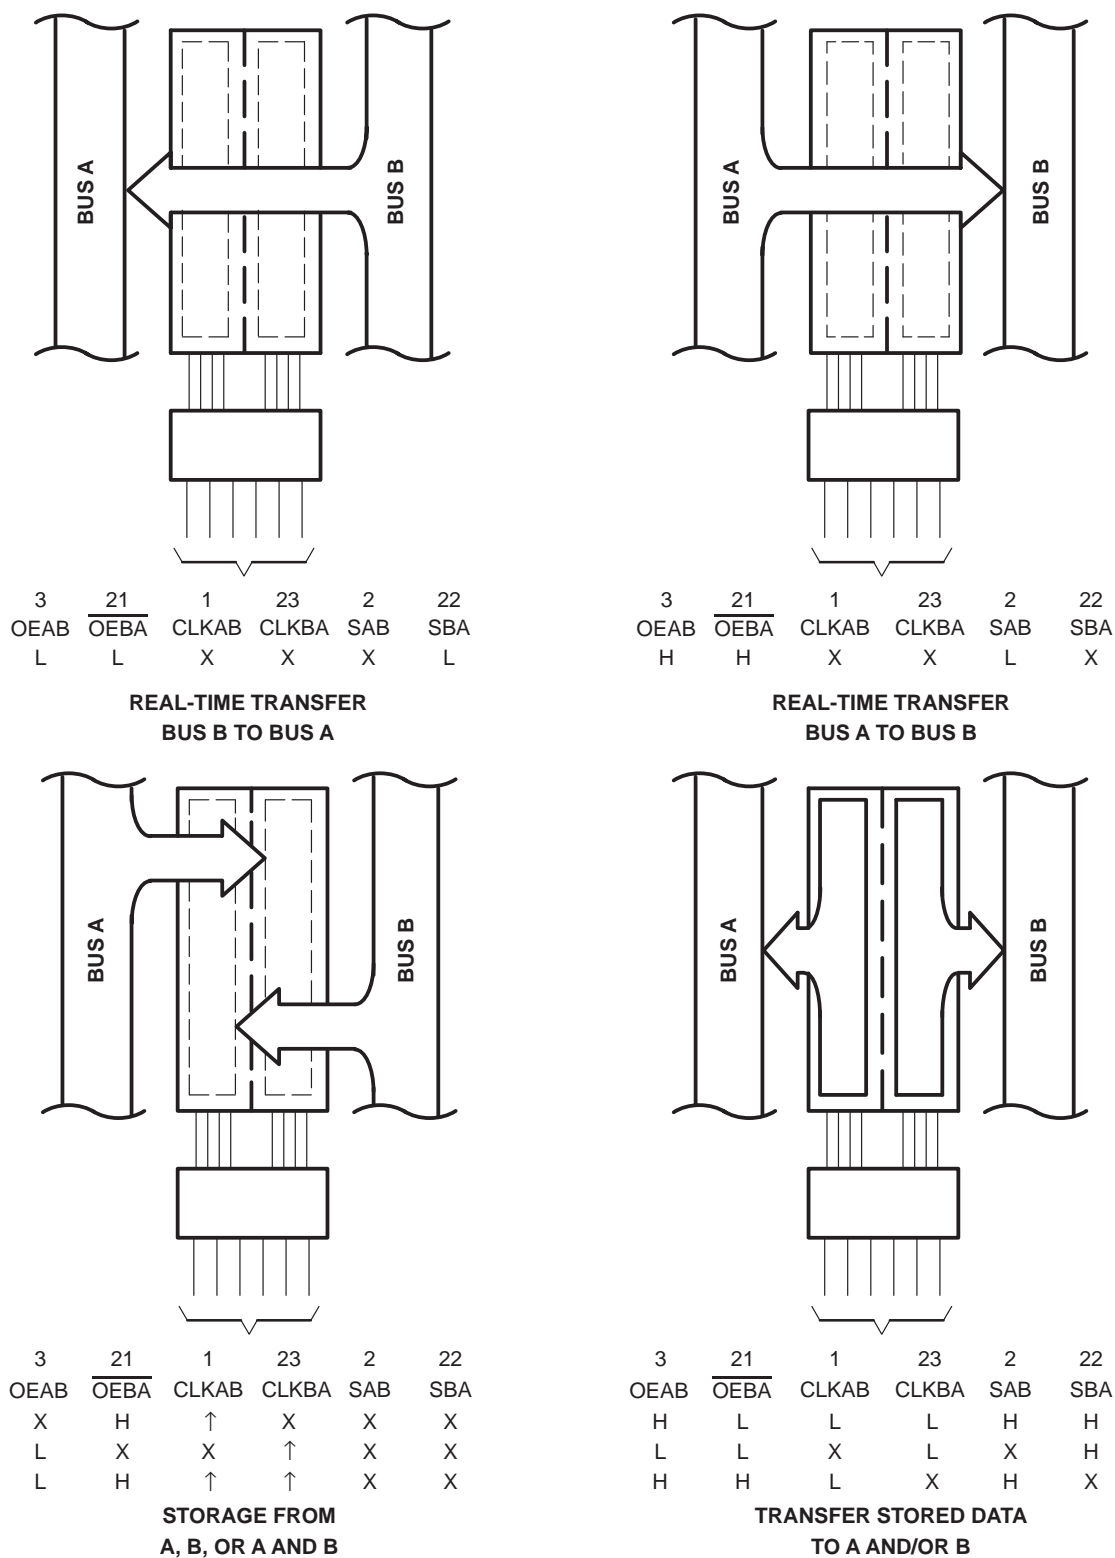 BUS A
BUS B
3 21 1 23 2 22
OEAB OEBA CLKAB CLKBA SAB SBA
L L X X X L
REAL-TIME TRANSFER
BUS B TO BUS A
BUS A
BUS B
3 21 1 23 2 22
OEAB OEBA CLKAB CLKBA SAB SBA
H H X X L X
REAL-TIME TRANSFER
BUS A TO BUS B
BUS A
BUS B
3 21 1 23 2 22
OEAB OEBA CLKAB CLKBA SAB SBA
X H ↑ X X X
L X X ↑ X X
L H ↑ ↑ X X
STORAGE FROM
A, B, OR A AND B
BUS A
BUS B
3 21 1 23 2 22
OEAB OEBA CLKAB CLKBA SAB SBA
H L L L H H
L L X L X H
H H L X H X
TRANSFER STORED DATA
TO A AND/OR B